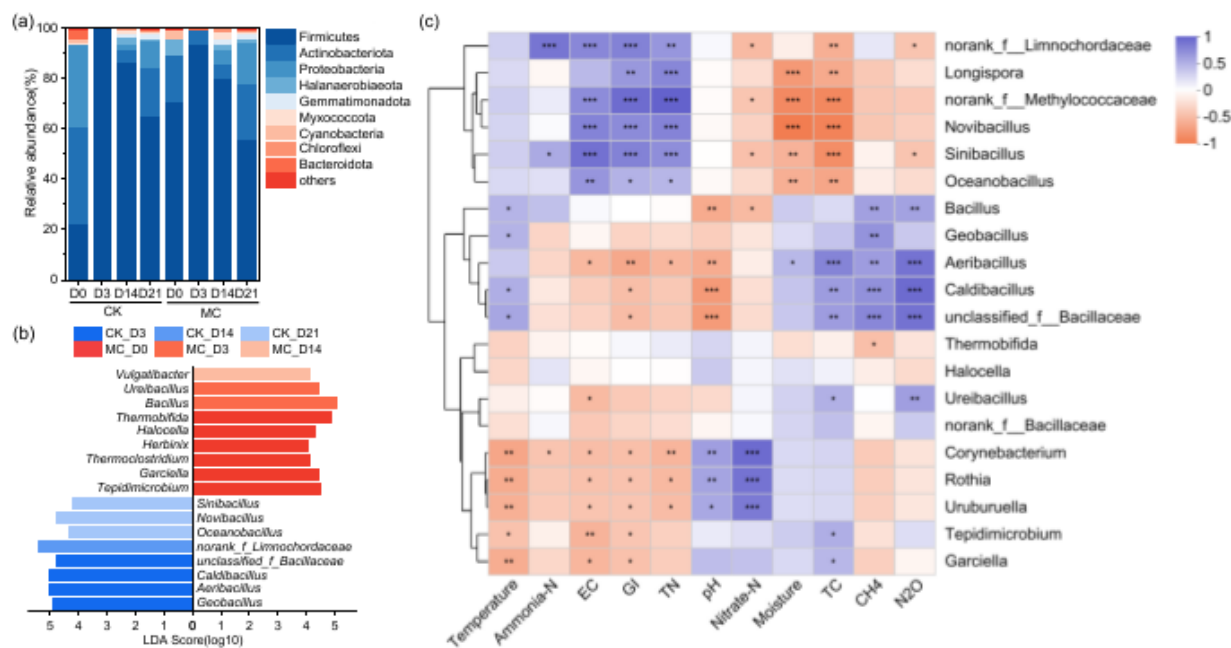 (a)
100
80
60
40
20
0
Relative abundance(%)
D0 D3 D14 D21 D0 D3 D14 D21
CK MC
Firmicutes
Actinobacteriota
Proteobacteria
Halanaerobiaeota
Gemmatimonadota
Myxococcota
Cyanobacteria
Chloroflexi
Bacteroidota
others
(b)
CK_D3 CK_D14 CK_D21
MC_D0 MC_D3 MC_D14
Vulgatibacter
Ureibacillus
Bacillus
Thermobifida
Halocella
Herbinix
Thermoclostridium
Garciella
Tepidimicrobium
Sinibacillus
Novibacillus
Oceanobacillus
norank_f_Limnochordaceae
unclassified_f_Bacillaceae
Caldibacillus
Aeribacillus
Geobacillus
5 4 3 2 1 0 1 2 3 4 5
LDA Score(log10)
(c)
*** *** *** ** * ** * norank_f__Limnochordaceae
** *** *** ** Longispora
*** *** *** * *** *** norank_f__Methylococcaceae
*** *** *** *** *** Novibacillus
* *** *** *** * ** *** * Sinibacillus
** * * ** ** Oceanobacillus
* ** * ** ** Bacillus
* ** Geobacillus
* ** * ** * *** ** *** Aeribacillus
* * *** ** *** *** Caldibacillus
* * *** ** *** *** unclassified_f__Bacillaceae
* Thermobifida
Halocella
* * ** Ureibacillus
norank_f__Bacillaceae
** * * * ** ** *** Corynebacterium
** * * * ** *** Rothia
** * * * * *** Uruburuella
* ** * * Tepidimicrobium
** * * * Garciella
Temperature Ammonia-N EC GI TN pH Nitrate-N Moisture TC CH4 N2O
1
0.5
0
-0.5
-1